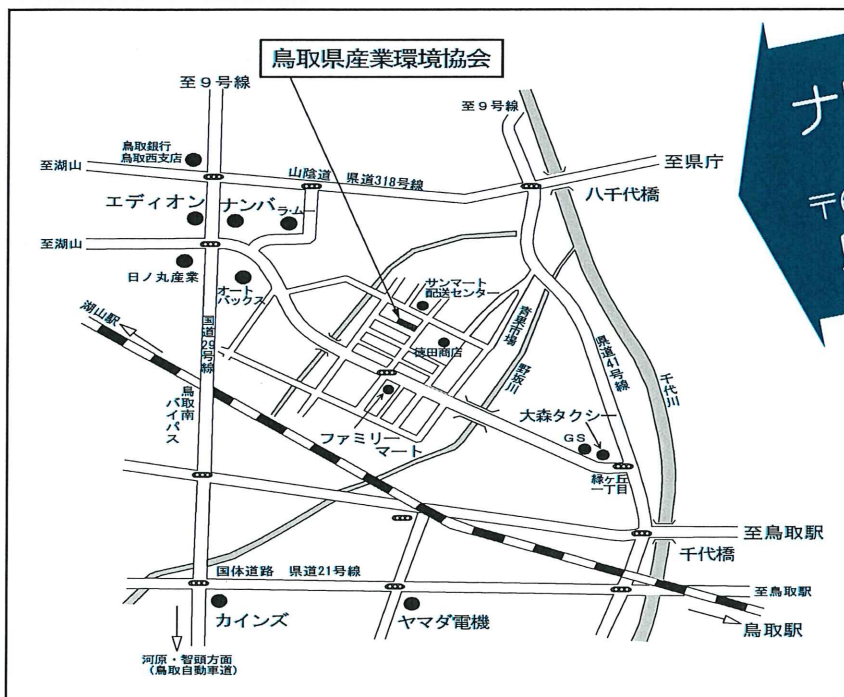 鳥取県産業環境協会
至９号線
至９号線
鳥取銀行
鳥取西支店
至湖山
山陰道　県道318号線
至県庁
八千代橋
エディオン
ナンバ
ラ・ムー
至湖山
日ノ丸産業
オート
バックス
サンマート
配送センター
青果市場
徳田商店
湖山駅
国道29号線
鳥取南
バイパス
野坂川
県道41号線
千代川
大森タクシー
ＧＳ
ファミリー
マート
緑ヶ丘
一丁目
至鳥取駅
千代橋
国体道路　県道21号線
至鳥取駅
カインズ
ヤマダ電機
鳥取駅
河原・智頭方面
（鳥取自動車道）
ナ
〒